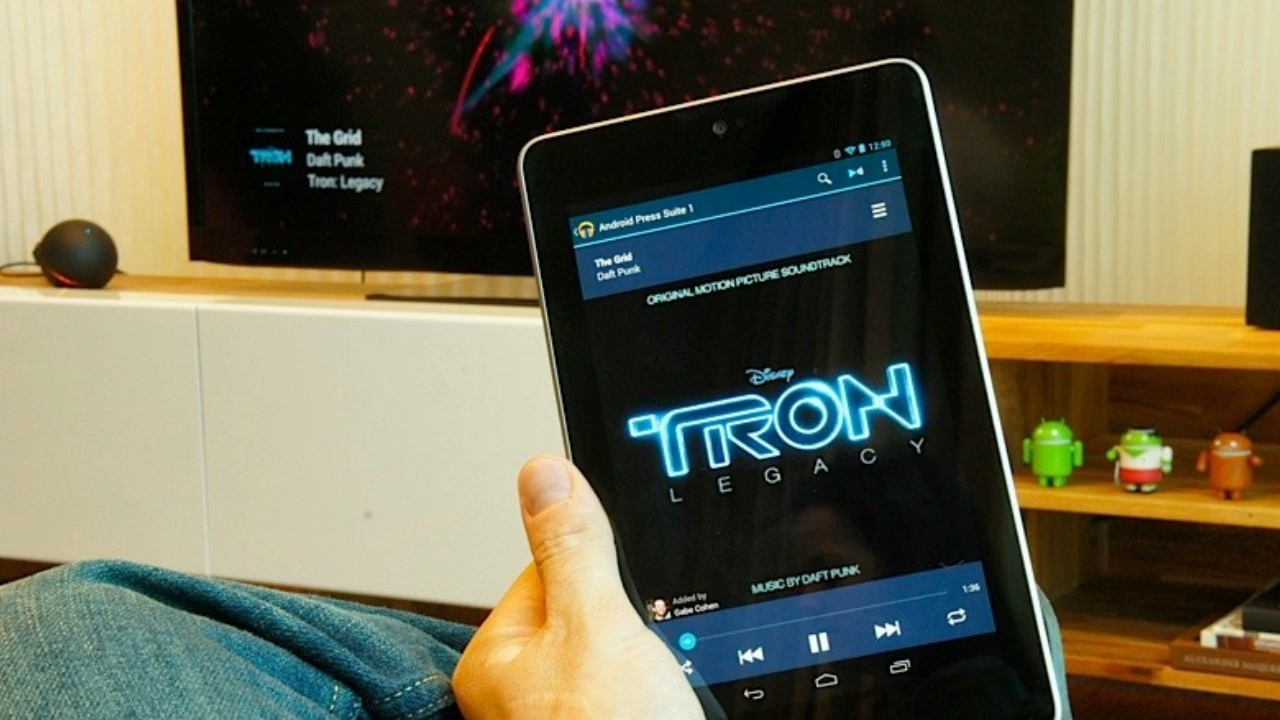 The Grid
Daft Punk
Tron: Legacy
TRON
12:50
Android Press Suite 1
The Grid
Daft Punk
ORIGINAL MOTION PICTURE SOUNDTRACK
Disney
TRON
LEGACY
MUSIC BY DAFT PUNK
Added by
Gabe Cohen
1:36